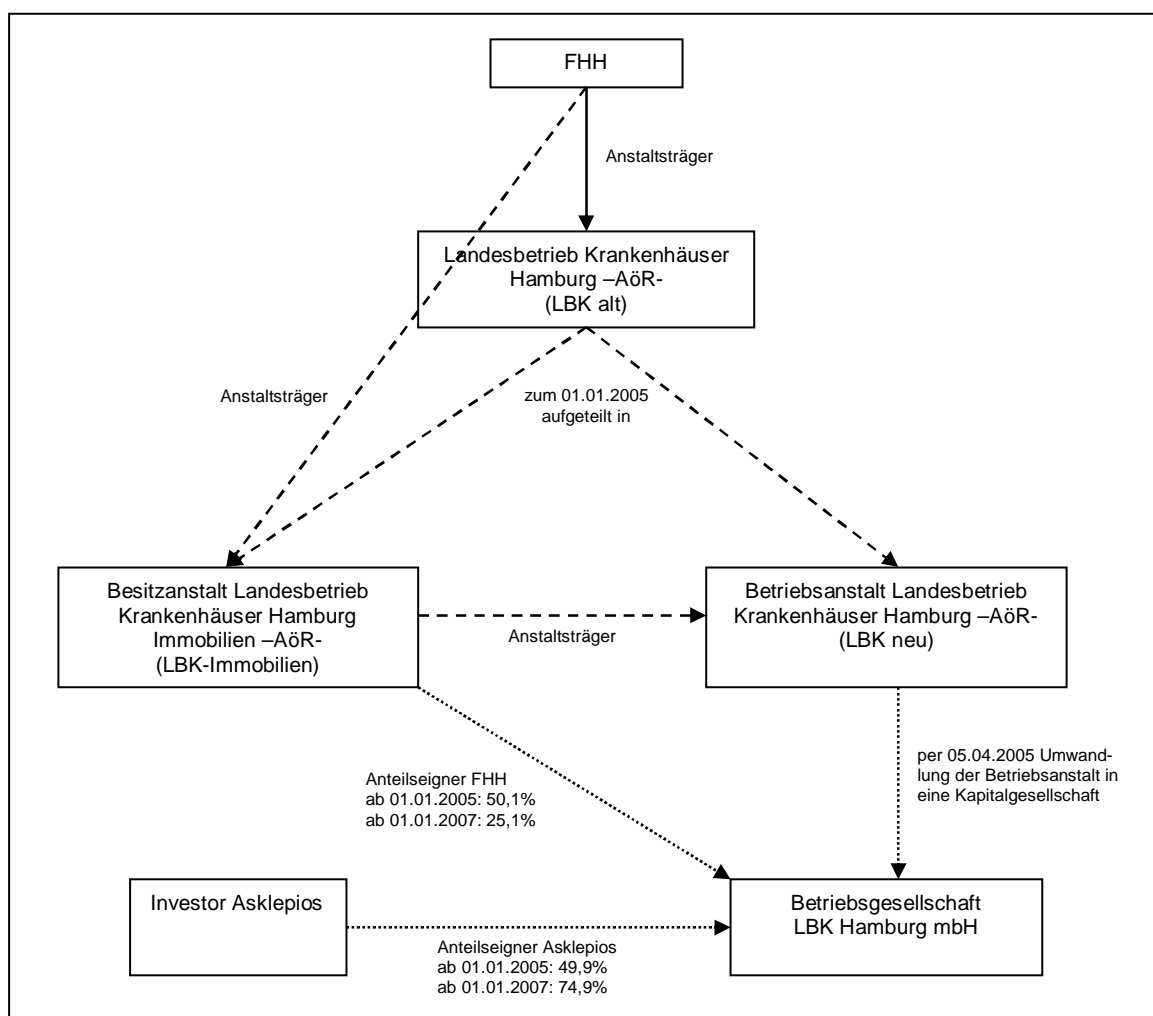 FHH
Anstaltsträger
Landesbetrieb Krankenhäuser
Hamburg –AöR-
(LBK alt)
Anstaltsträger
zum 01.01.2005
aufgeteilt in
Besitzanstalt Landesbetrieb
Krankenhäuser Hamburg
Immobilien –AöR-
(LBK-Immobilien)
Anstaltsträger
Betriebsanstalt Landesbetrieb
Krankenhäuser Hamburg –AöR-
(LBK neu)
Anteilseigner FHH
ab 01.01.2005: 50,1%
ab 01.01.2007: 25,1%
per 05.04.2005 Umwand-
lung der Betriebsanstalt in
eine Kapitalgesellschaft
Investor Asklepios
Anteilseigner Asklepios
ab 01.01.2005: 49,9%
ab 01.01.2007: 74,9%
Betriebsgesellschaft
LBK Hamburg mbH